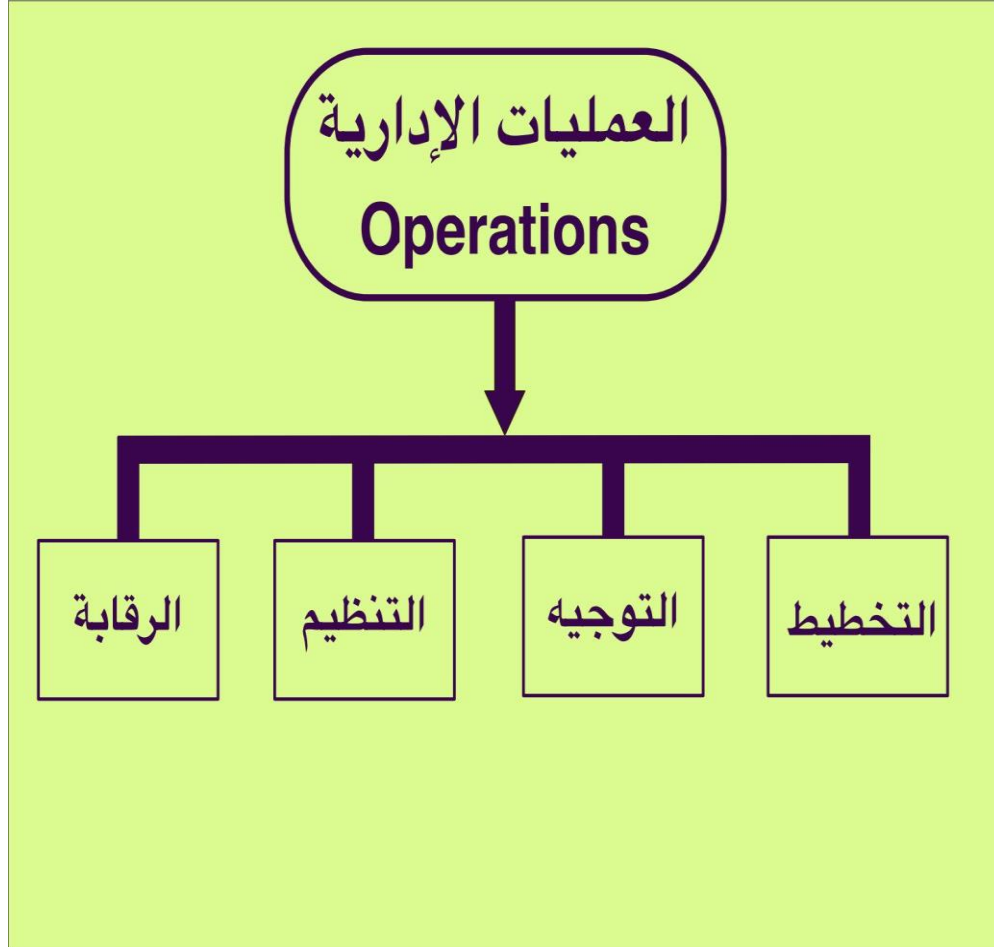 العمليات الإدارية
Operations
التخطيط
التوجيه
التنظيم
الرقابة